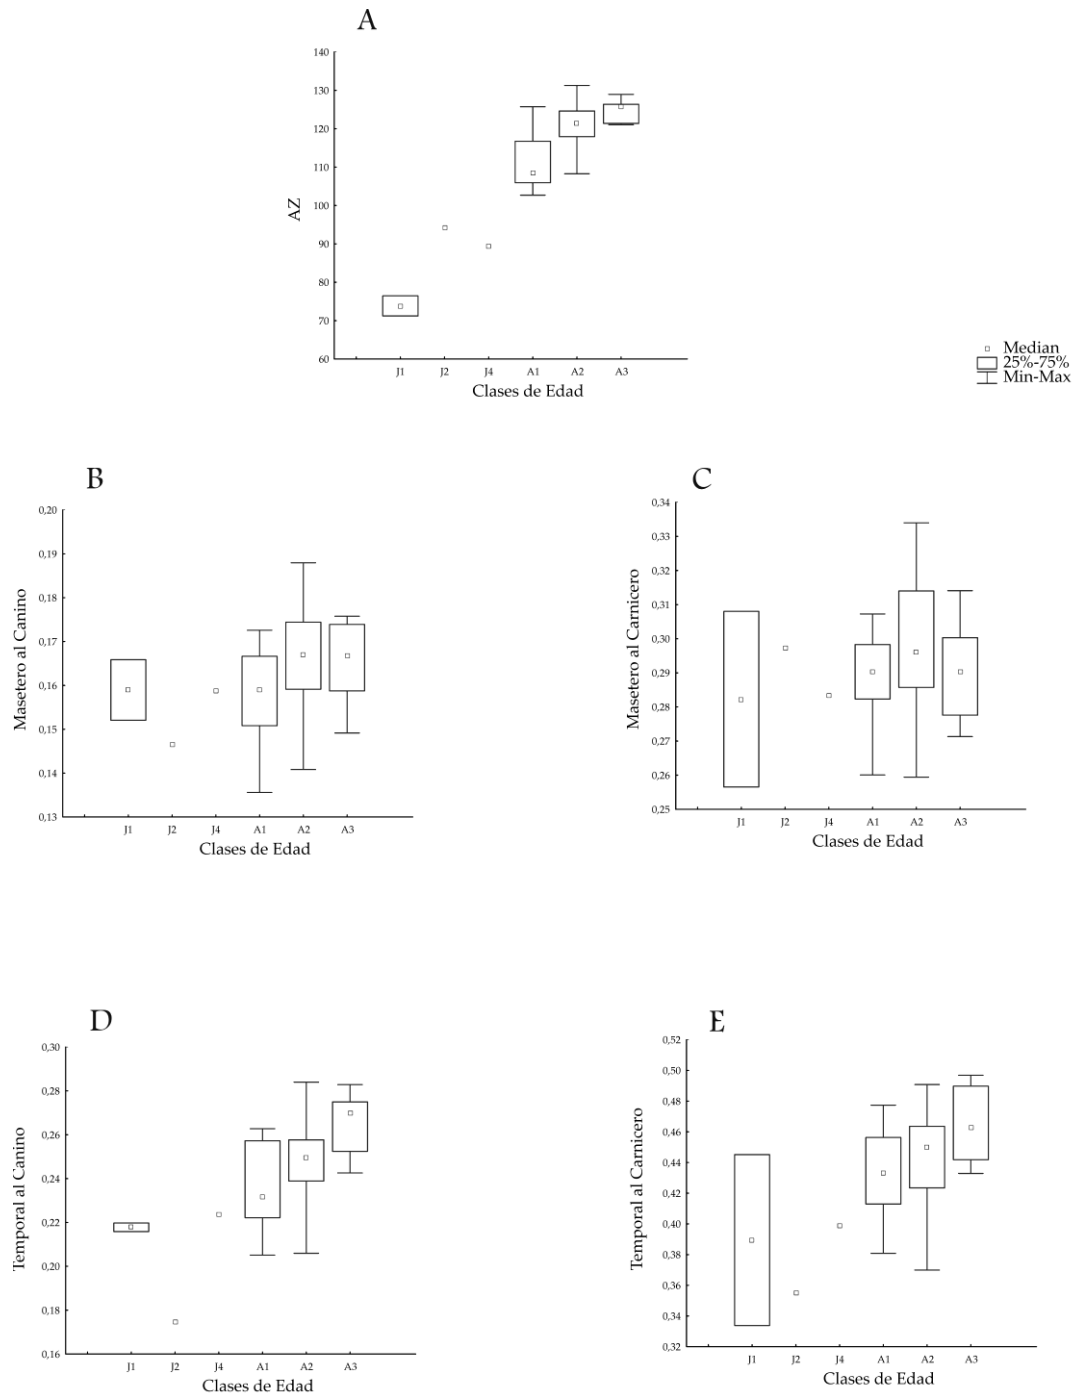 A
140
130
120
110
100
90
80
70
60
AZ
J1 J2 J4 A1 A2 A3
Clases de Edad
Median
25%-75%
Min-Max
B
0,20
0,19
0,18
0,17
0,16
0,15
0,14
0,13
Masetero al Canino
J1 J2 J4 A1 A2 A3
Clases de Edad
C
0,34
0,33
0,32
0,31
0,30
0,29
0,28
0,27
0,26
0,25
Masetero al Carnicero
J1 J2 J4 A1 A2 A3
Clases de Edad
D
0,30
0,28
0,26
0,24
0,22
0,20
0,18
0,16
Temporal al Canino
J1 J2 J4 A1 A2 A3
Clases de Edad
E
0,52
0,50
0,48
0,46
0,44
0,42
0,40
0,38
0,36
0,34
0,32
Temporal al Carnicero
J1 J2 J4 A1 A2 A3
Clases de Edad